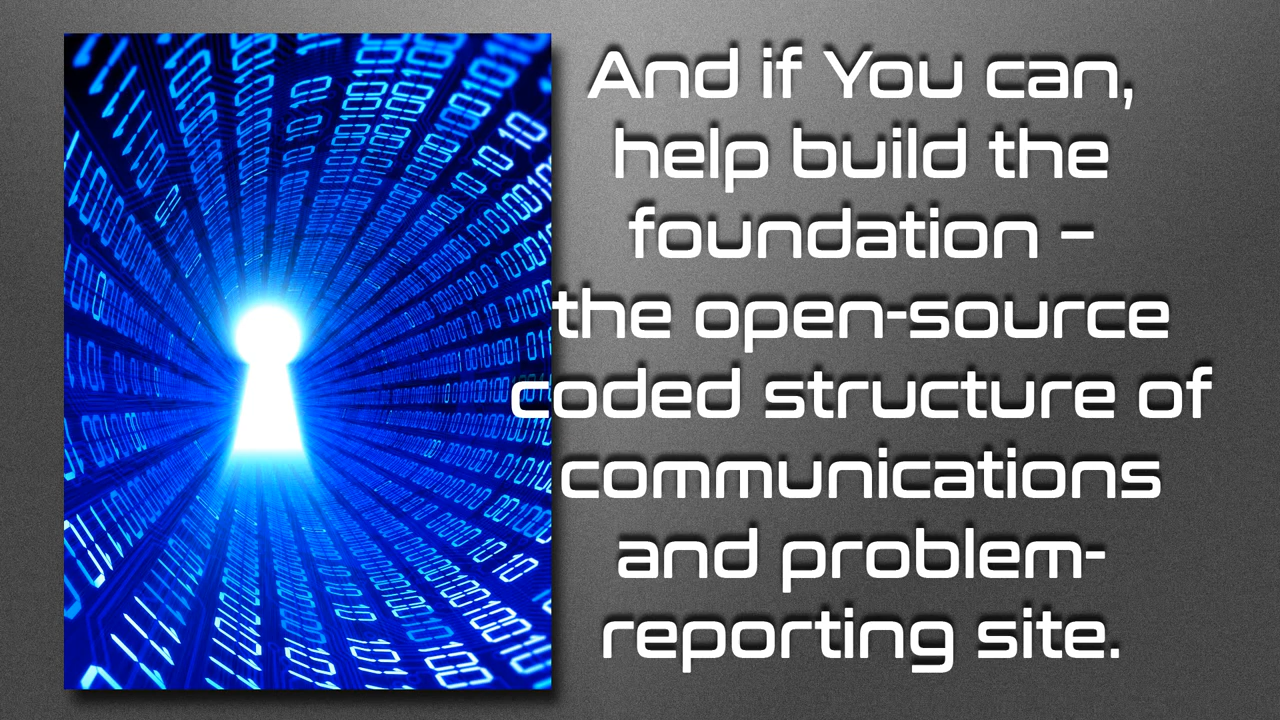 And if You can,
help build the
foundation –
the open-source
coded structure of
communications
and problem-
reporting site.